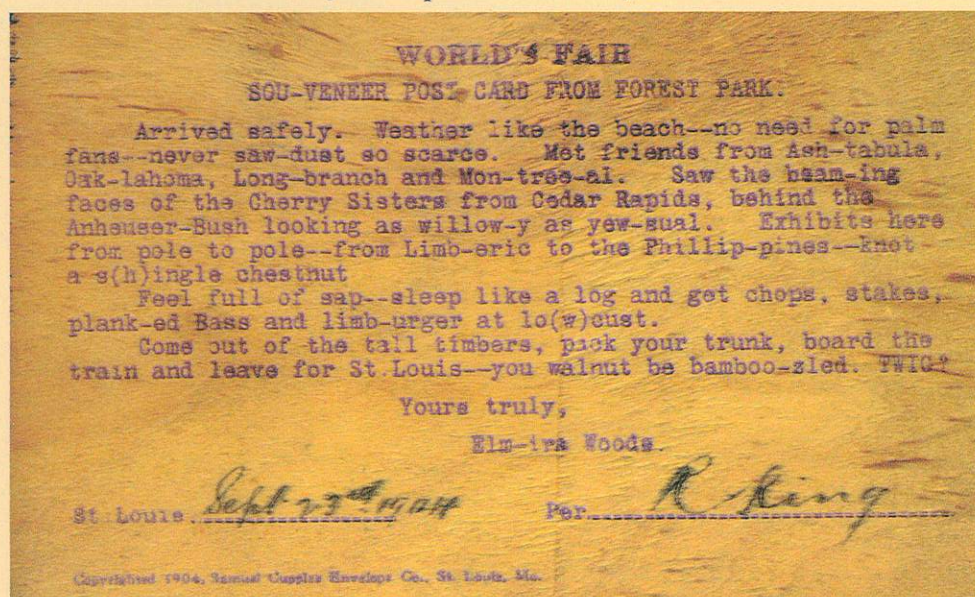 WORLD'S FAIR
SOU-VENEER POST CARD FROM FOREST PARK.
Arrived safely. Weather like the beach--no need for palm
fans--never saw-dust so scarce. Met friends from Ash-tabula,
Oak-lahoma, Long-branch and Mon-tree-al. Saw the beam-ing
faces of the Cherry Sisters from Cedar Rapids, behind the
Anheuser-Bush looking as willow-y as yew-sual. Exhibits here
from pole to pole--from Limb-eric to the Phillip-pines--knot
a s(h)ingle chestnut
Feel full of sap--sleep like a log and get chops, stakes,
plank-ed Bass and limb-urger at lo(w)cust.
Come out of the tall timbers, pack your trunk, board the
train and leave for St.Louis--you walnut be bamboo-zled. TWIG?
Yours truly,
Elm-ira Woods.
St.Louis Sept 23rd 1904 Per R King
Copyrighted 1904, Samuel Cupples Envelope Co., St. Louis, Mo.